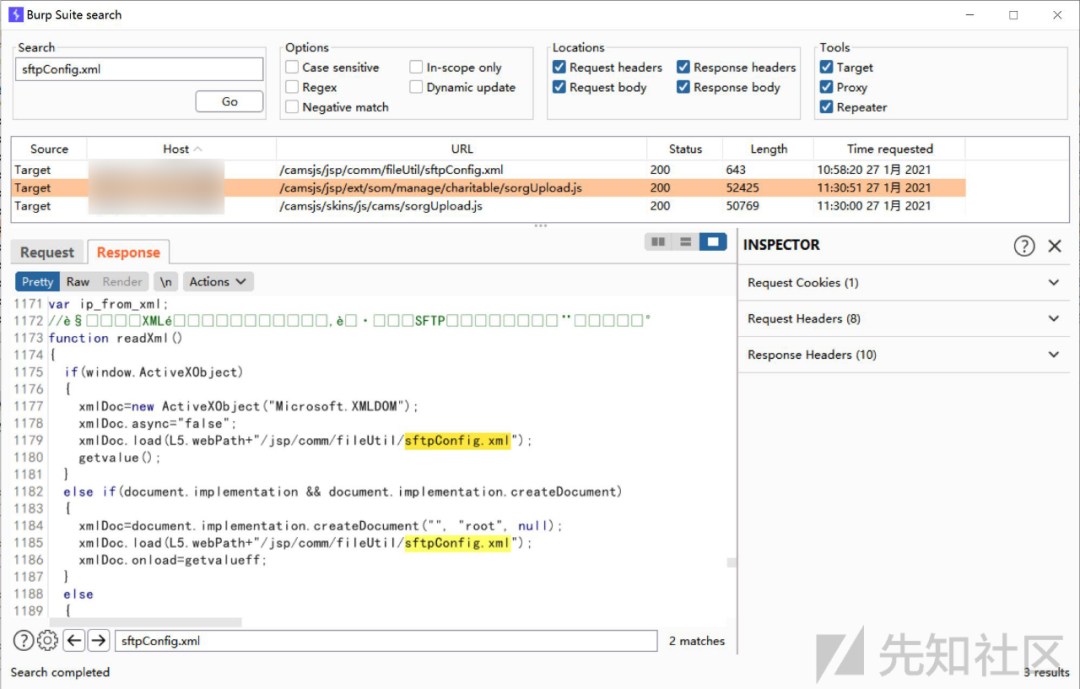 Burp Suite search
Search Options Locations Tools
sftpConfig.xml Case sensitive In-scope only Request headers Response headers Target
Regex Dynamic update Request body Response body Proxy
Go Negative match Repeater
Source Host URL Status Length Time requested
Target /camsjs/jsp/comm/fileUtil/sftpConfig.xml 200 643 10:58:20 27 1月 2021
Target /camsjs/jsp/ext/som/manage/charitable/sorgUpload.js 200 52425 11:30:51 27 1月 2021
Target /camsjs/skins/js/cams/sorgUpload.js 200 50769 11:30:00 27 1月 2021
Request Response INSPECTOR
Pretty Raw Render \n Actions Request Cookies (1)
Request Headers (8)
Response Headers (10)
1171 var ip_from_xml;
1172 //è§□□□□XMLé□□□□□□□□□□□,è□·□□□SFTP□□□□□□□□¨□□□□□°
1173 function readXml()
1174 {
1175 if(window.ActiveXObject)
1176 {
1177 xmlDoc=new ActiveXObject("Microsoft.XMLDOM");
1178 xmlDoc.async="false";
1179 xmlDoc.load(L5.webPath+"/jsp/comm/fileUtil/sftpConfig.xml");
1180 getvalue();
1181 }
1182 else if(document.implementation && document.implementation.createDocument)
1183 {
1184 xmlDoc=document.implementation.createDocument("", "root", null);
1185 xmlDoc.load(L5.webPath+"/jsp/comm/fileUtil/sftpConfig.xml");
1186 xmlDoc.onload=getvalueff;
1187 }
1188 else
1189 {
sftpConfig.xml 2 matches
先知社区
Search completed 3 results